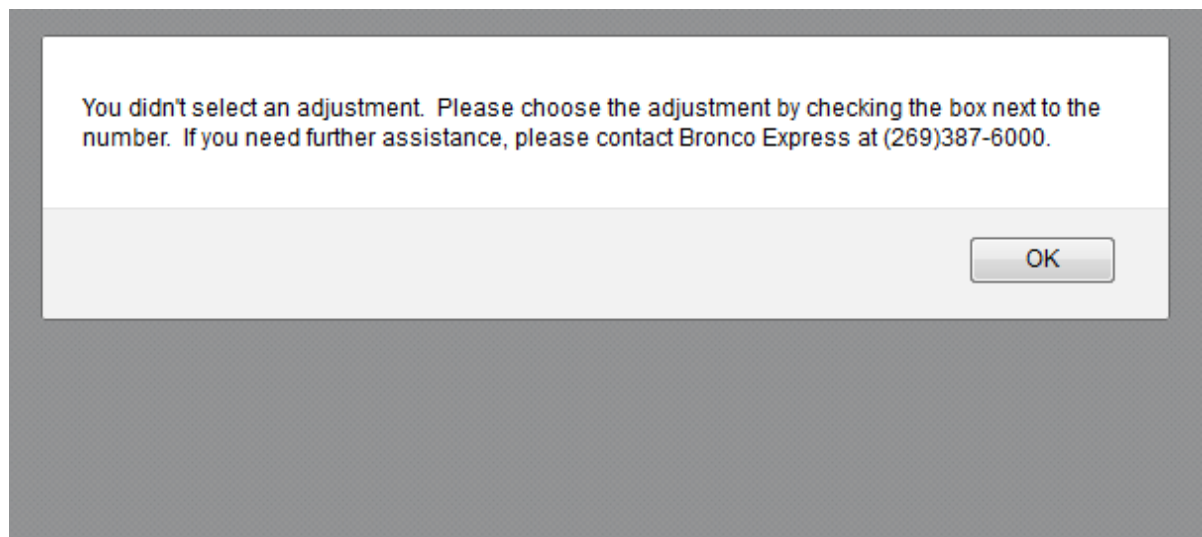 You didn't select an adjustment.  Please choose the adjustment by checking the box next to the
number.  If you need further assistance, please contact Bronco Express at (269)387-6000.
OK